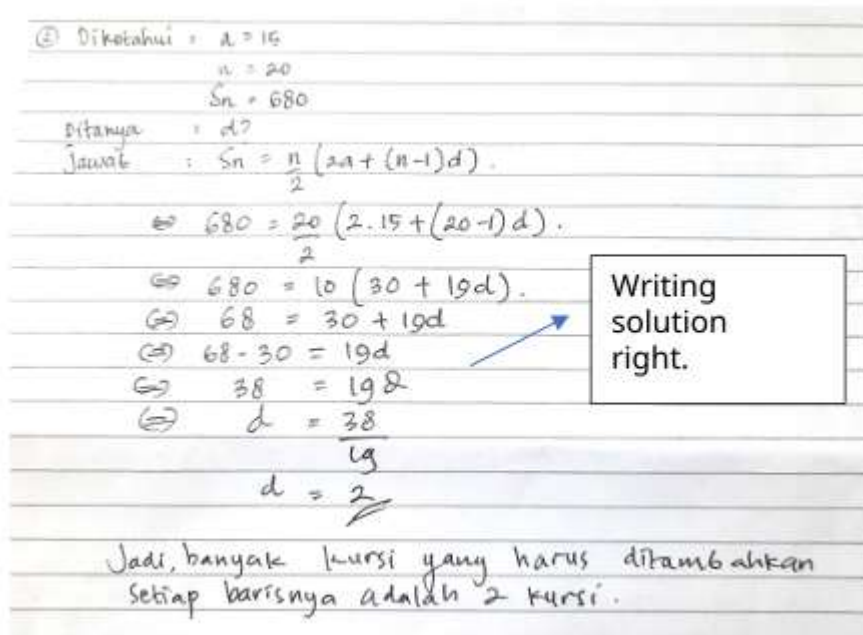 ② Diketahui : a = 15
n = 20
Sn = 680
Ditanya : d?
Jawab : Sn = n/2 (2a + (n-1)d).
⇔ 680 = 20/2 (2.15 + (20-1)d).
⇔ 680 = 10 (30 + 19d).
⇔ 68 = 30 + 19d
⇔ 68 - 30 = 19d
⇔ 38 = 19d
⇔ d = 38/19
d = 2
Jadi, banyak kursi yang harus ditambahkan
setiap barisnya adalah 2 kursi.
Writing
solution
right.